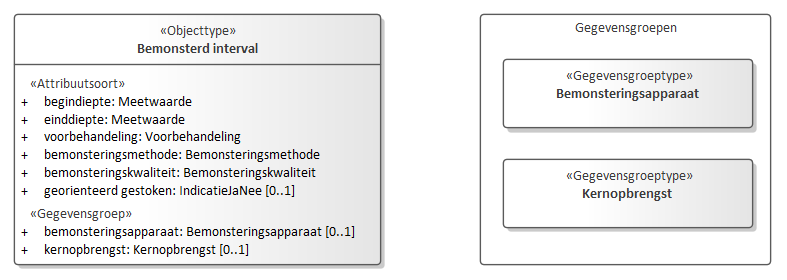 «Objecttype»
Bemonsterd interval
«Attribuutsoort»
+ begindiepte: Meetwaarde
+ einddiepte: Meetwaarde
+ voorbehandeling: Voorbehandeling
+ bemonsteringsmethode: Bemonsteringsmethode
+ bemonsteringskwaliteit: Bemonsteringskwaliteit
+ georienteerd gestoken: IndicatieJaNee [0..1]
«Gegevensgroep»
+ bemonsteringsapparaat: Bemonsteringsapparaat [0..1]
+ kernopbrengst: Kernopbrengst [0..1]
Gegevensgroepen
«Gegevensgroeptype»
Bemonsteringsapparaat
«Gegevensgroeptype»
Kernopbrengst